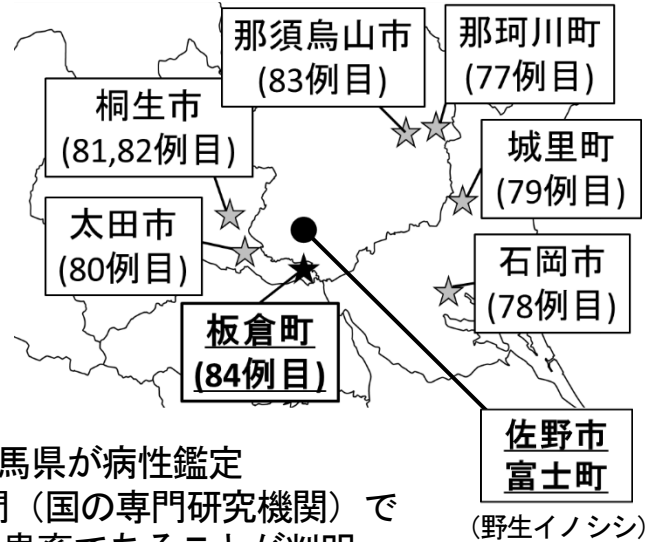 那須烏山市
(83例目)
那珂川町
(77例目)
桐生市
(81,82例目)
城里町
(79例目)
太田市
(80例目)
石岡市
(78例目)
板倉町
(84例目)
佐野市
富士町
(野生イノシシ)
馬県が病性鑑定
(国の専門研究機関)で
であることが判明